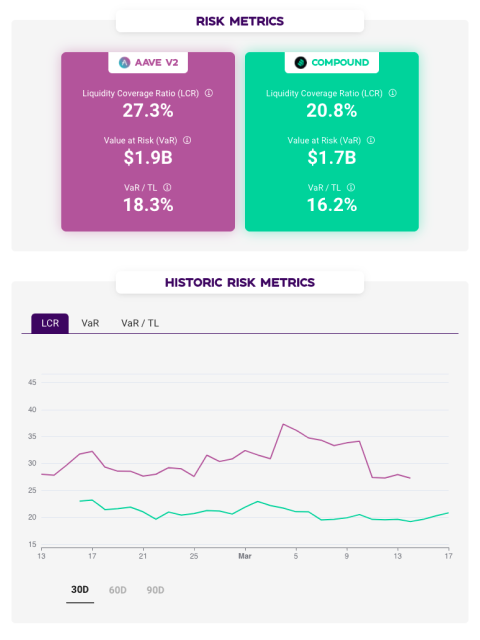 RISK METRICS
AAVE V2
Liquidity Coverage Ratio (LCR)
27.3%
Value at Risk (VaR)
$1.9B
VaR / TL
18.3%
COMPOUND
Liquidity Coverage Ratio (LCR)
20.8%
Value at Risk (VaR)
$1.7B
VaR / TL
16.2%
HISTORIC RISK METRICS
LCR VaR VaR / TL
45
40
35
30
25
20
15
13 17 21 25 Mar 5 9 13 17
30D 60D 90D